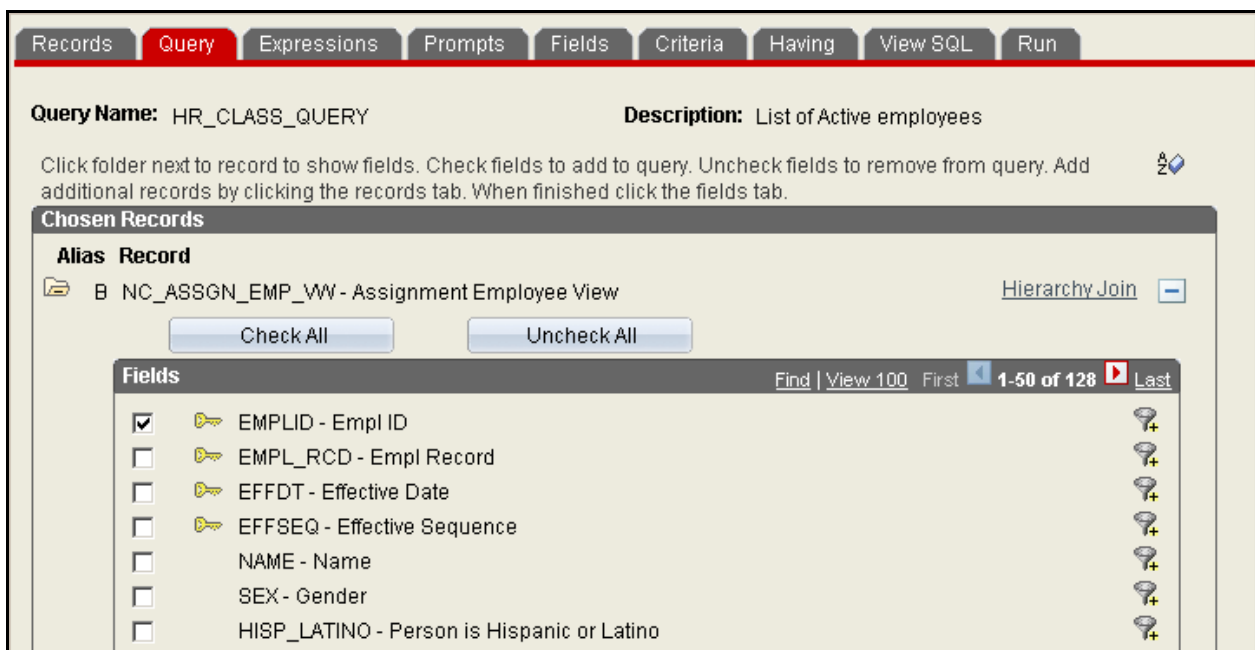 Records Query Expressions Prompts Fields Criteria Having View SQL Run
Query Name: HR_CLASS_QUERY Description: List of Active employees
Click folder next to record to show fields. Check fields to add to query. Uncheck fields to remove from query. Add
additional records by clicking the records tab. When finished click the fields tab.
Chosen Records
Alias Record
B NC_ASSGN_EMP_VW - Assignment Employee View Hierarchy Join
Check All Uncheck All
Fields Find | View 100 First 1-50 of 128 Last
EMPLID - Empl ID
EMPL_RCD - Empl Record
EFFDT - Effective Date
EFFSEQ - Effective Sequence
NAME - Name
SEX - Gender
HISP_LATINO - Person is Hispanic or Latino